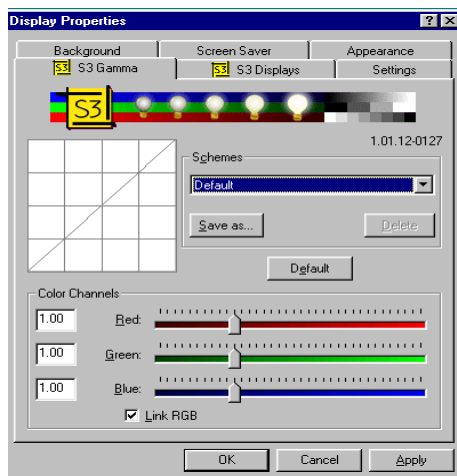 Display Properties
Background Screen Saver Appearance
S3 S3 Gamma S3 S3 Displays Settings
S3
1.01.12-0127
Schemes
Default
Save as... Delete
Default
Color Channels
1.00 Red:
1.00 Green:
1.00 Blue:
Link RGB
OK Cancel Apply